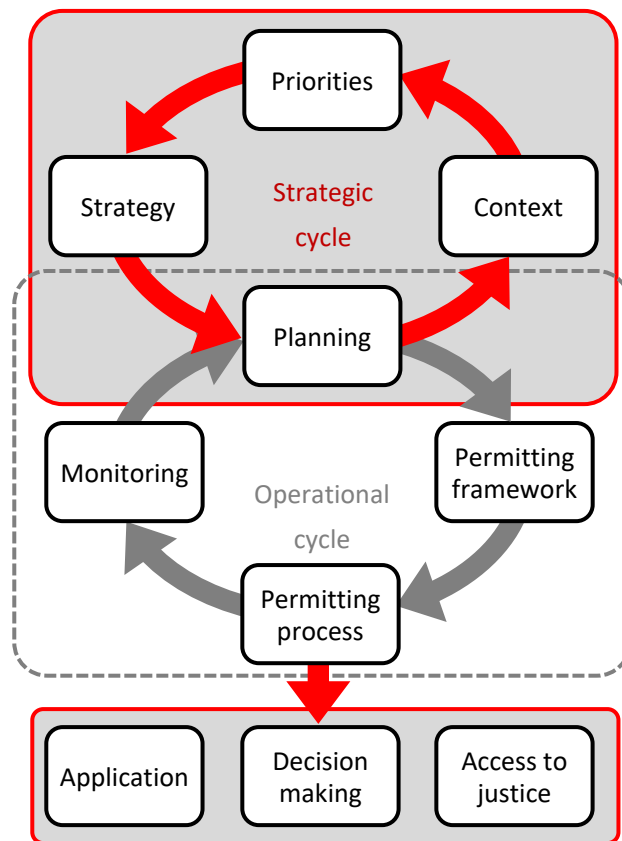 Priorities
Strategy
Strategic
cycle
Context
Planning
Monitoring
Permitting
framework
Operational
cycle
Permitting
process
Application
Decision
making
Access to
justice